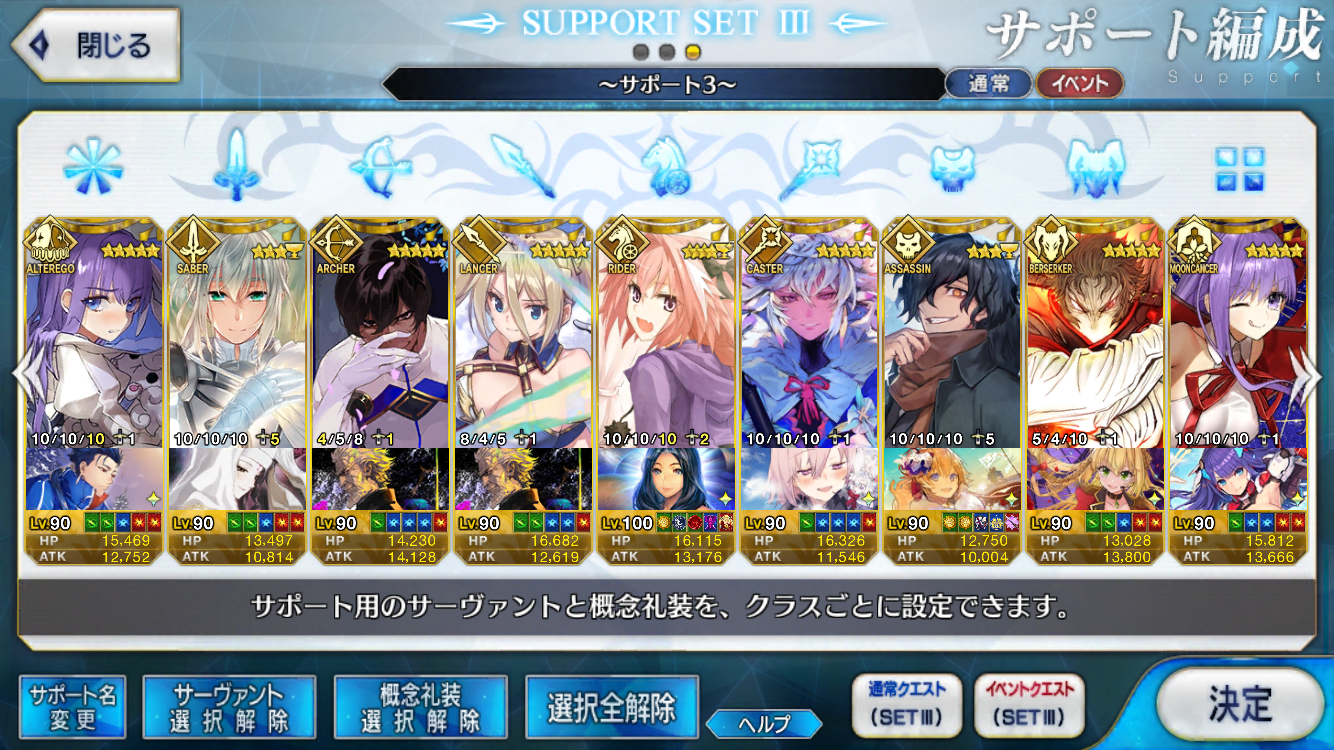 閉じる
SUPPORT SET Ⅲ
サポート編成
Support
～サポート3～
通常
イベント
ALTEREGO
SABER
ARCHER
LANCER
RIDER
CASTER
ASSASSIN
BERSERKER
MOONCANCER
10/10/10 1
10/10/10 5
4/5/8 1
8/4/5 1
10/10/10 2
10/10/10 1
10/10/10 5
5/4/10 1
10/10/10 1
Lv.90
Lv.90
Lv.90
Lv.90
Lv.100
Lv.90
Lv.90
Lv.90
Lv.90
HP 15,469
HP 13,497
HP 14,230
HP 16,682
HP 16,115
HP 16,326
HP 12,750
HP 13,028
HP 15,812
ATK 12,752
ATK 10,814
ATK 14,128
ATK 12,619
ATK 13,176
ATK 11,546
ATK 10,004
ATK 13,800
ATK 13,666
サポート用のサーヴァントと概念礼装を、クラスごとに設定できます。
サポート名
変更
サーヴァント
選択解除
概念礼装
選択解除
選択全解除
ヘルプ
通常クエスト
(SETⅢ)
イベントクエスト
(SETⅢ)
決定